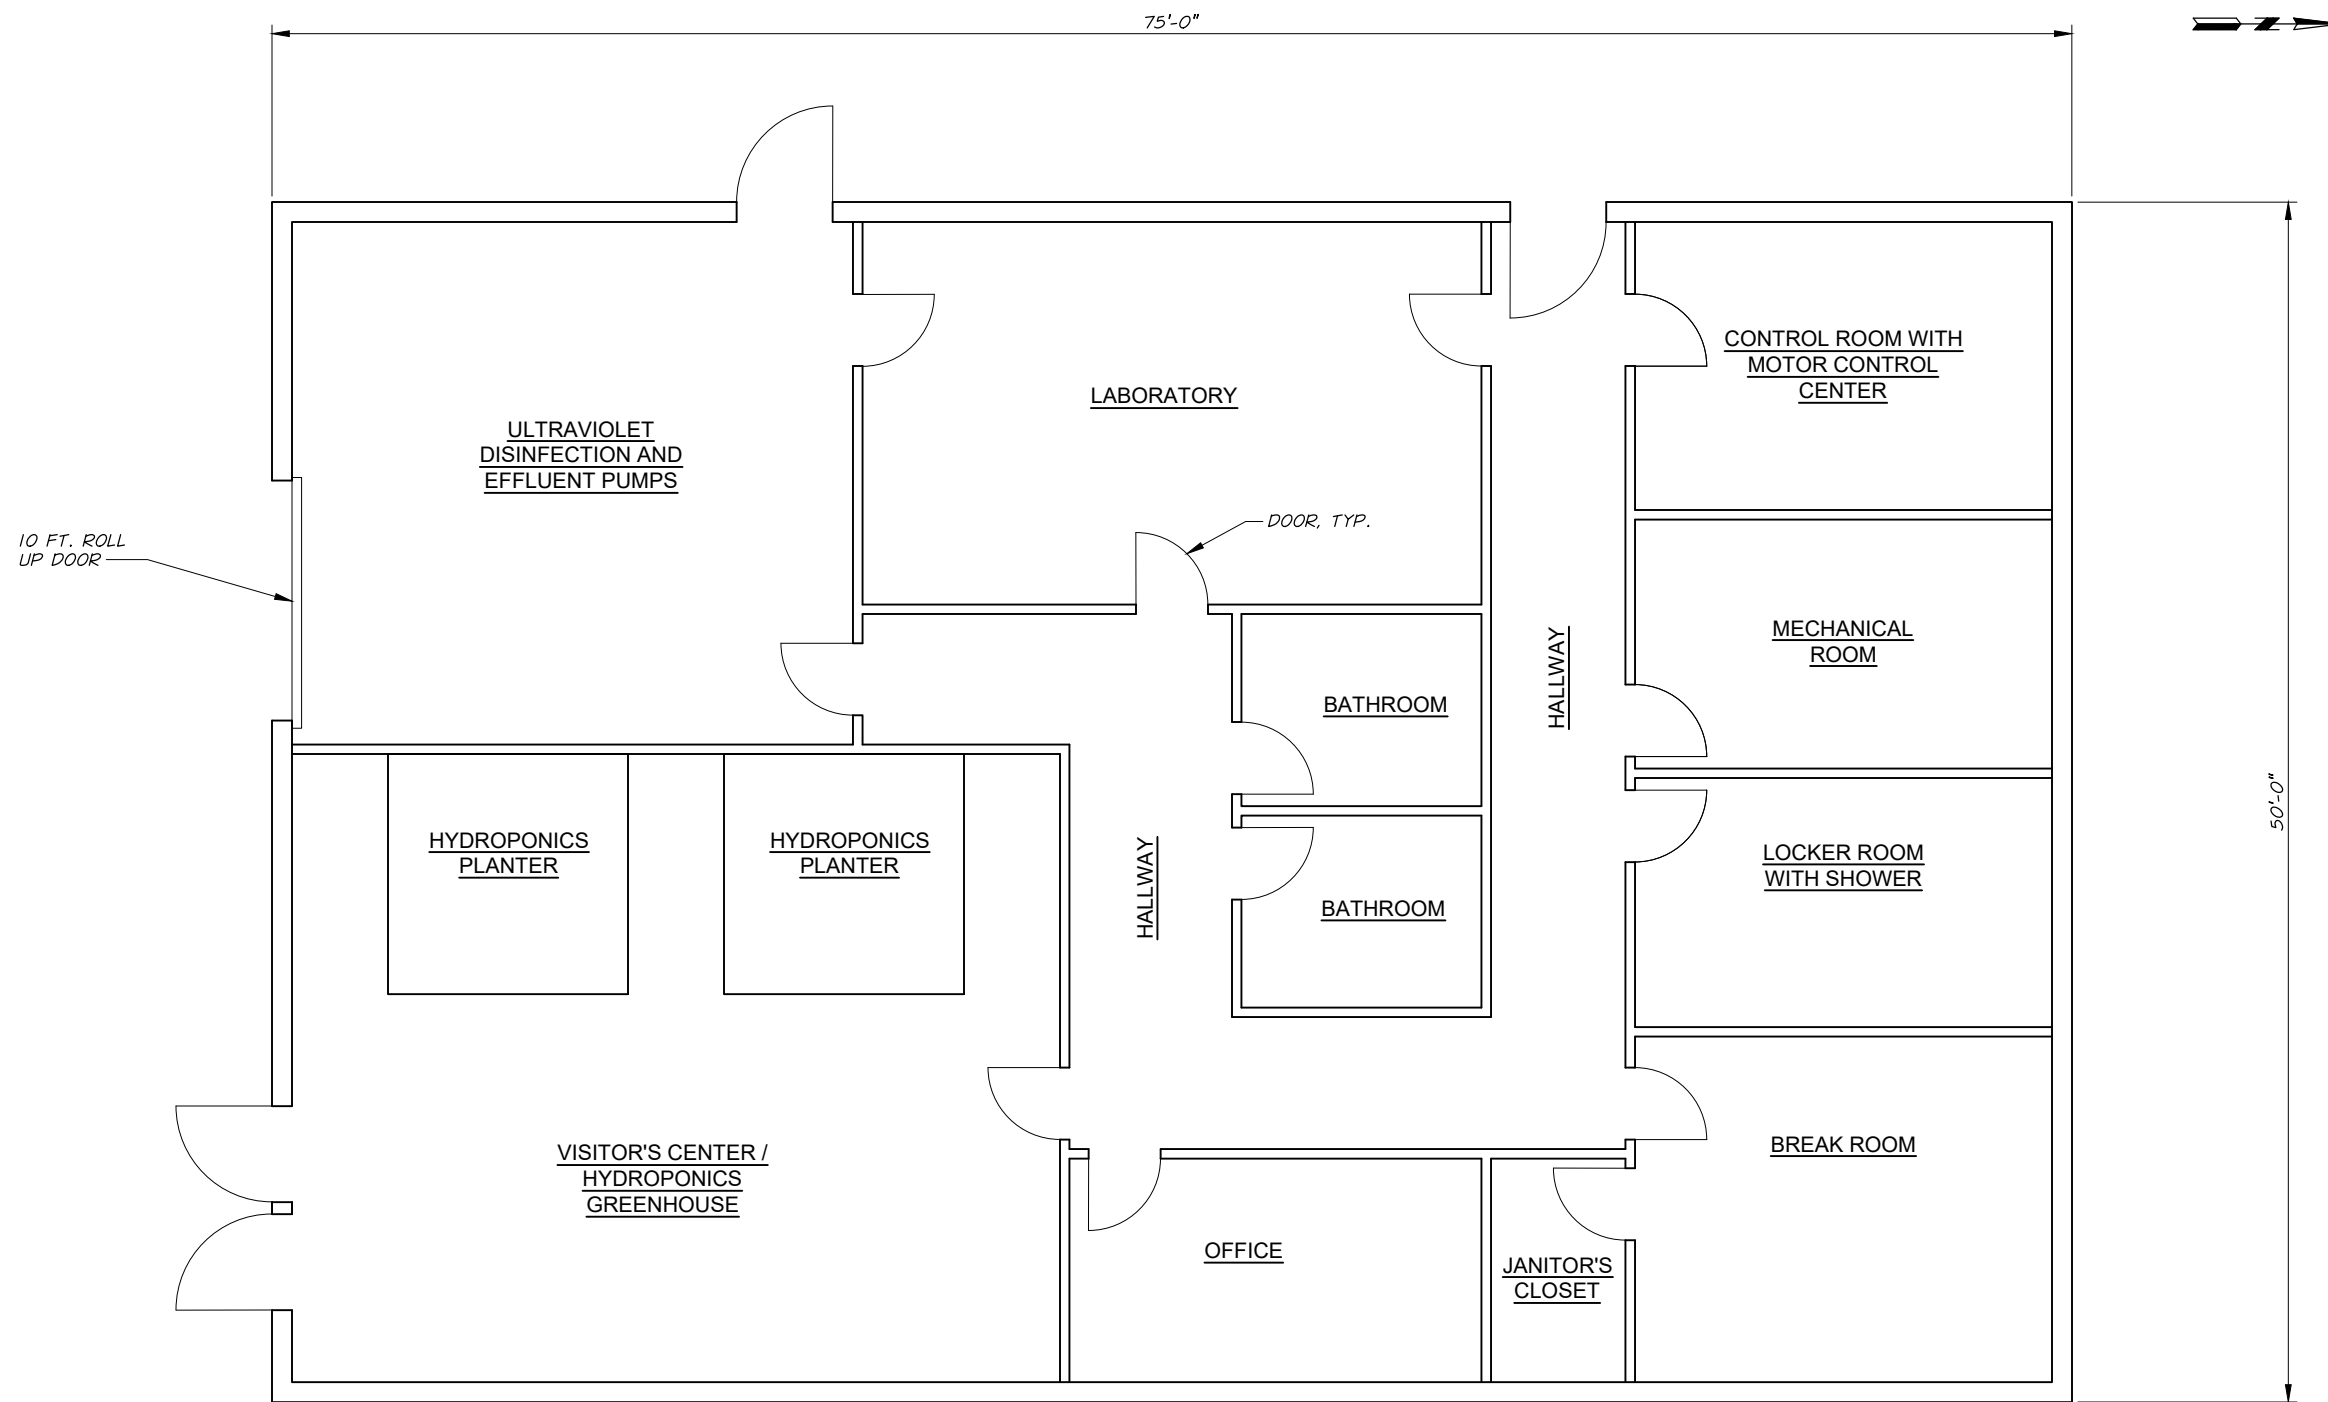 75'-0"
N
CONTROL ROOM WITH
MOTOR CONTROL
CENTER
LABORATORY
ULTRAVIOLET
DISINFECTION AND
EFFLUENT PUMPS
DOOR, TYP.
10 FT. ROLL
UP DOOR
MECHANICAL
ROOM
HALLWAY
BATHROOM
50'-0"
HYDROPONICS
PLANTER
HYDROPONICS
PLANTER
HALLWAY
BATHROOM
LOCKER ROOM
WITH SHOWER
VISITOR'S CENTER /
HYDROPONICS
GREENHOUSE
BREAK ROOM
OFFICE
JANITOR'S
CLOSET